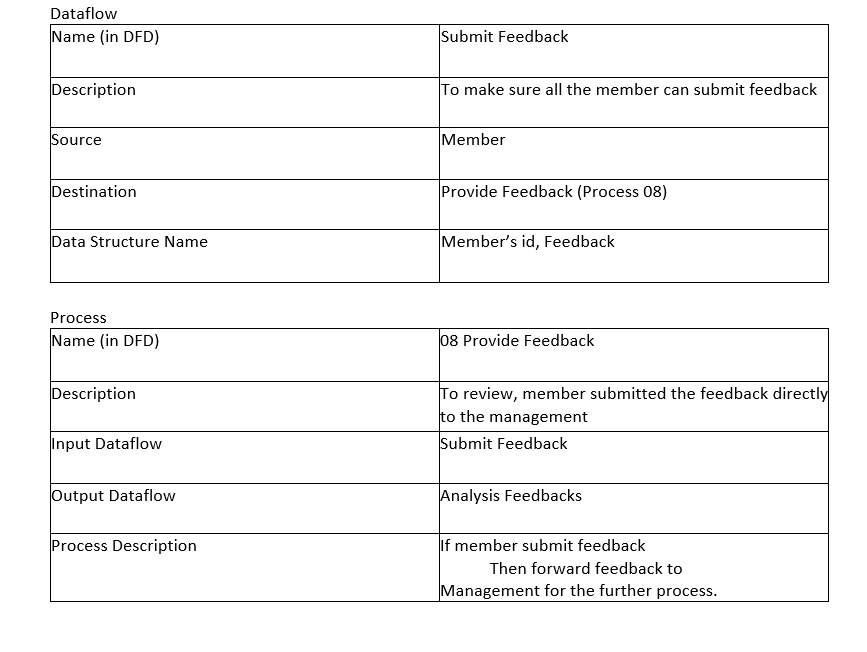 Dataflow
Name (in DFD) Submit Feedback
Description To make sure all the member can submit feedback
Source Member
Destination Provide Feedback (Process 08)
Data Structure Name Member’s id, Feedback
Process
Name (in DFD) 08 Provide Feedback
Description To review, member submitted the feedback directly
to the management
Input Dataflow Submit Feedback
Output Dataflow Analysis Feedbacks
Process Description If member submit feedback
Then forward feedback to
Management for the further process.